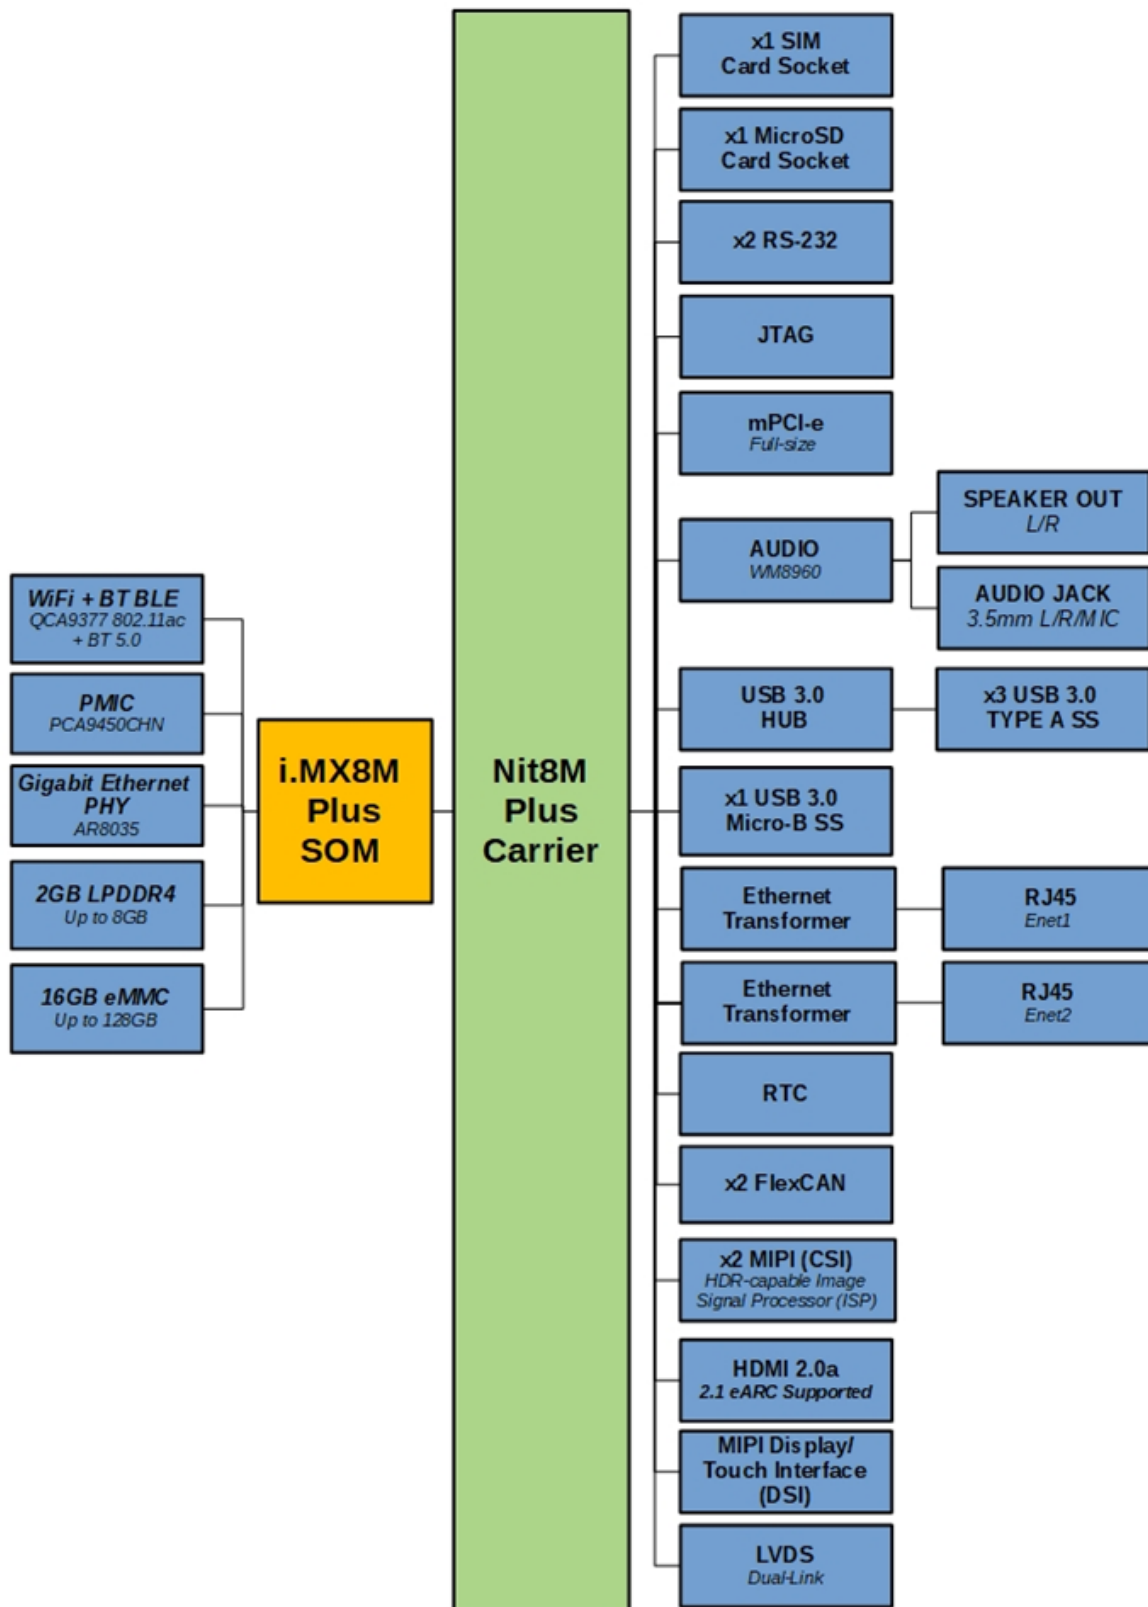 x1 SIM
Card Socket
x1 MicroSD
Card Socket
x2 RS-232
JTAG
mPCI-e
Full-size
AUDIO
WM8960
SPEAKER OUT
L/R
AUDIO JACK
3.5mm L/R/MIC
WiFi + BT BLE
QCA9377 802.11ac
+ BT 5.0
PMIC
PCA9450CHN
Gigabit Ethernet
PHY
AR8035
2GB LPDDR4
Up to 8GB
16GB eMMC
Up to 128GB
i.MX8M
Plus
SOM
Nit8M
Plus
Carrier
USB 3.0
HUB
x3 USB 3.0
TYPE A SS
x1 USB 3.0
Micro-B SS
Ethernet
Transformer
RJ45
Enet1
Ethernet
Transformer
RJ45
Enet2
RTC
x2 FlexCAN
x2 MIPI (CSI)
HDR-capable Image
Signal Processor (ISP)
HDMI 2.0a
2.1 eARC Supported
MIPI Display/
Touch Interface
(DSI)
LVDS
Dual-Link